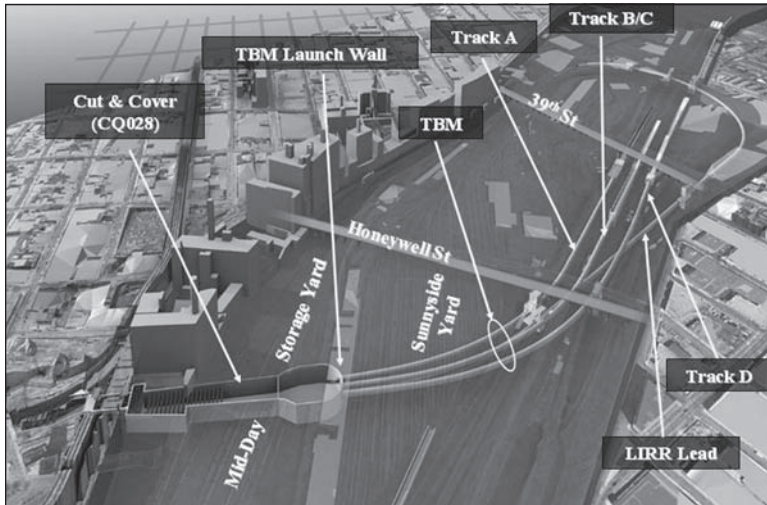 Track B/C
Track A
TBM Launch Wall
Cut & Cover
(CQ028)
TBM
39th St
Honeywell St
Storage Yard
Sunnyside
Yard
Mid-Day
Track D
LIRR Lead